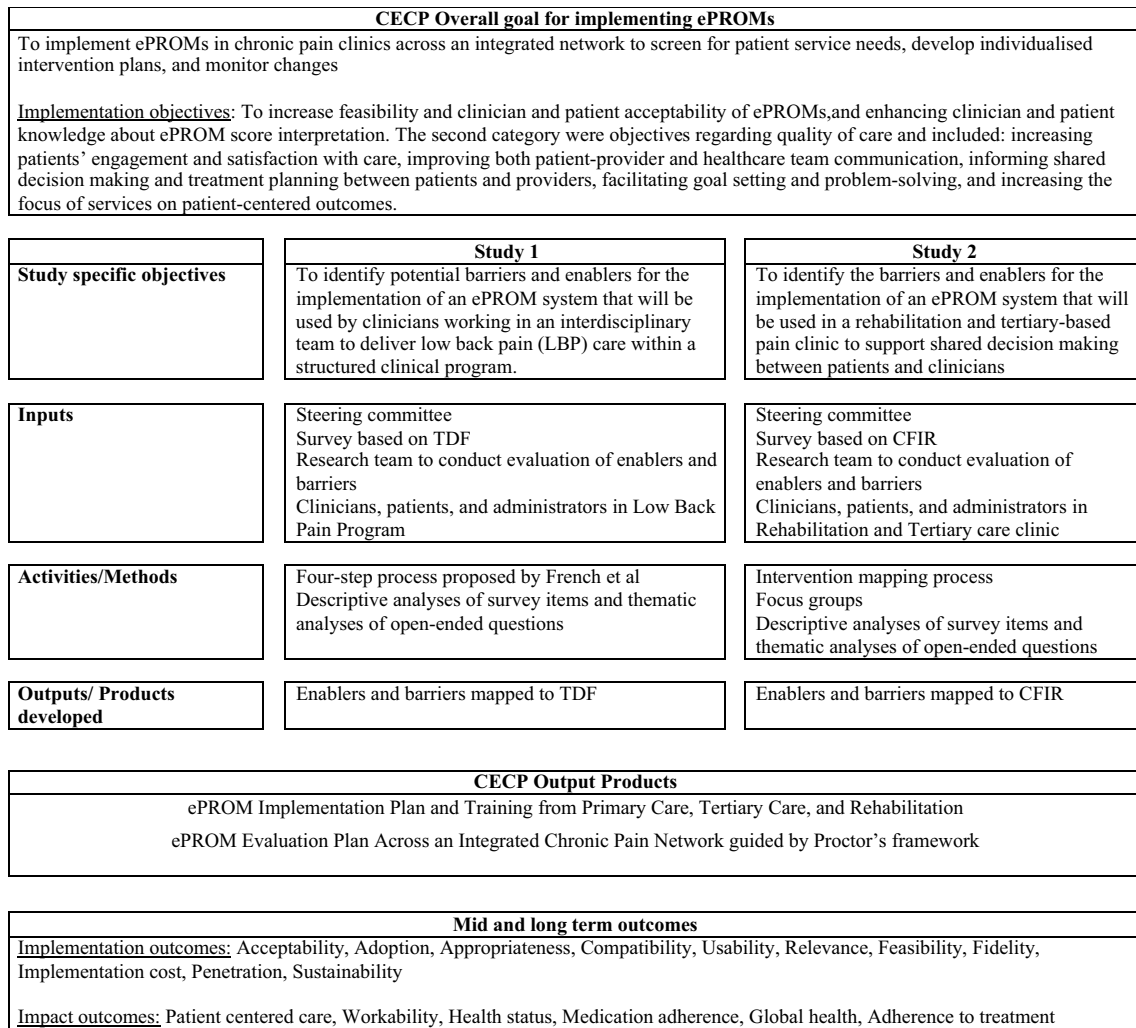 CECP Overall goal for implementing ePROMs
To implement ePROMs in chronic pain clinics across an integrated network to screen for patient service needs, develop individualised
intervention plans, and monitor changes
Implementation objectives: To increase feasibility and clinician and patient acceptability of ePROMs,and enhancing clinician and patient
knowledge about ePROM score interpretation. The second category were objectives regarding quality of care and included: increasing
patients’ engagement and satisfaction with care, improving both patient-provider and healthcare team communication, informing shared
decision making and treatment planning between patients and providers, facilitating goal setting and problem-solving, and increasing the
focus of services on patient-centered outcomes.
Study 1
Study 2
Study specific objectives
To identify potential barriers and enablers for the
implementation of an ePROM system that will be
used by clinicians working in an interdisciplinary
team to deliver low back pain (LBP) care within a
structured clinical program.
To identify the barriers and enablers for the
implementation of an ePROM system that will
be used in a rehabilitation and tertiary-based
pain clinic to support shared decision making
between patients and clinicians
Inputs
Steering committee
Survey based on TDF
Research team to conduct evaluation of enablers and
barriers
Clinicians, patients, and administrators in Low Back
Pain Program
Steering committee
Survey based on CFIR
Research team to conduct evaluation of
enablers and barriers
Clinicians, patients, and administrators in
Rehabilitation and Tertiary care clinic
Activities/Methods
Four-step process proposed by French et al
Descriptive analyses of survey items and thematic
analyses of open-ended questions
Intervention mapping process
Focus groups
Descriptive analyses of survey items and
thematic analyses of open-ended questions
Outputs/ Products
developed
Enablers and barriers mapped to TDF
Enablers and barriers mapped to CFIR
CECP Output Products
ePROM Implementation Plan and Training from Primary Care, Tertiary Care, and Rehabilitation
ePROM Evaluation Plan Across an Integrated Chronic Pain Network guided by Proctor’s framework
Mid and long term outcomes
Implementation outcomes: Acceptability, Adoption, Appropriateness, Compatibility, Usability, Relevance, Feasibility, Fidelity,
Implementation cost, Penetration, Sustainability
Impact outcomes: Patient centered care, Workability, Health status, Medication adherence, Global health, Adherence to treatment